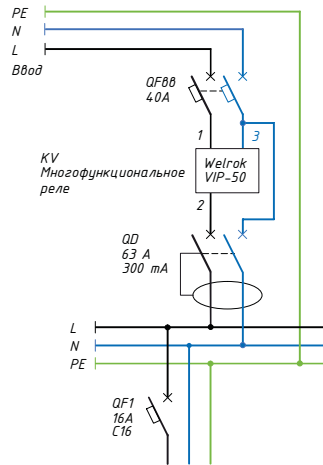 PE
N
L
Ввод
QFвв
40А
1
3
KV
Многофункциональное
реле
Welrok
VIP-50
2
QD
63 А
300 mA
L
N
PE
QF1
16А
С16